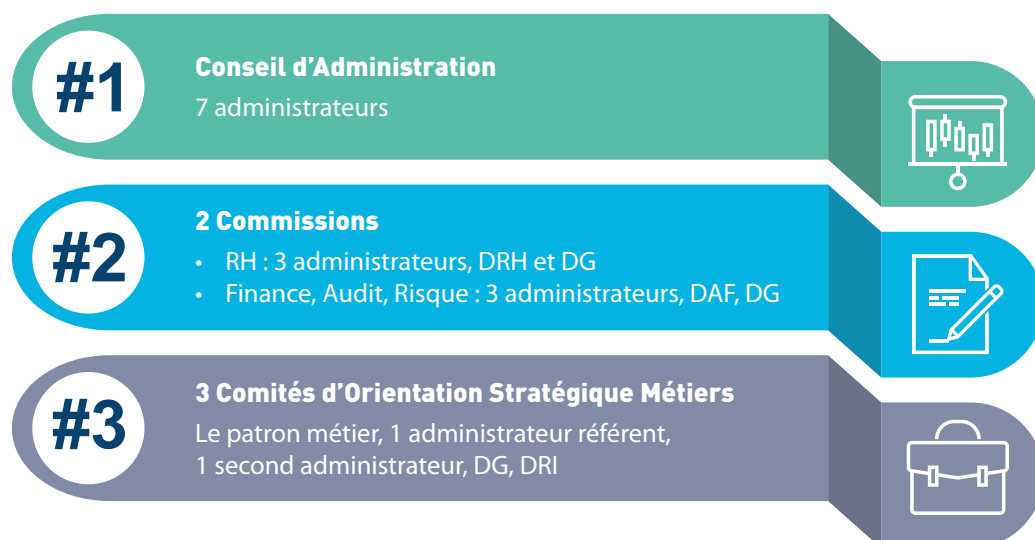 #1
Conseil d'Administration
7 administrateurs
#2
2 Commissions
• RH : 3 administrateurs, DRH et DG
• Finance, Audit, Risque : 3 administrateurs, DAF, DG
#3
3 Comités d'Orientation Stratégique Métiers
Le patron métier, 1 administrateur référent,
1 second administrateur, DG, DRI